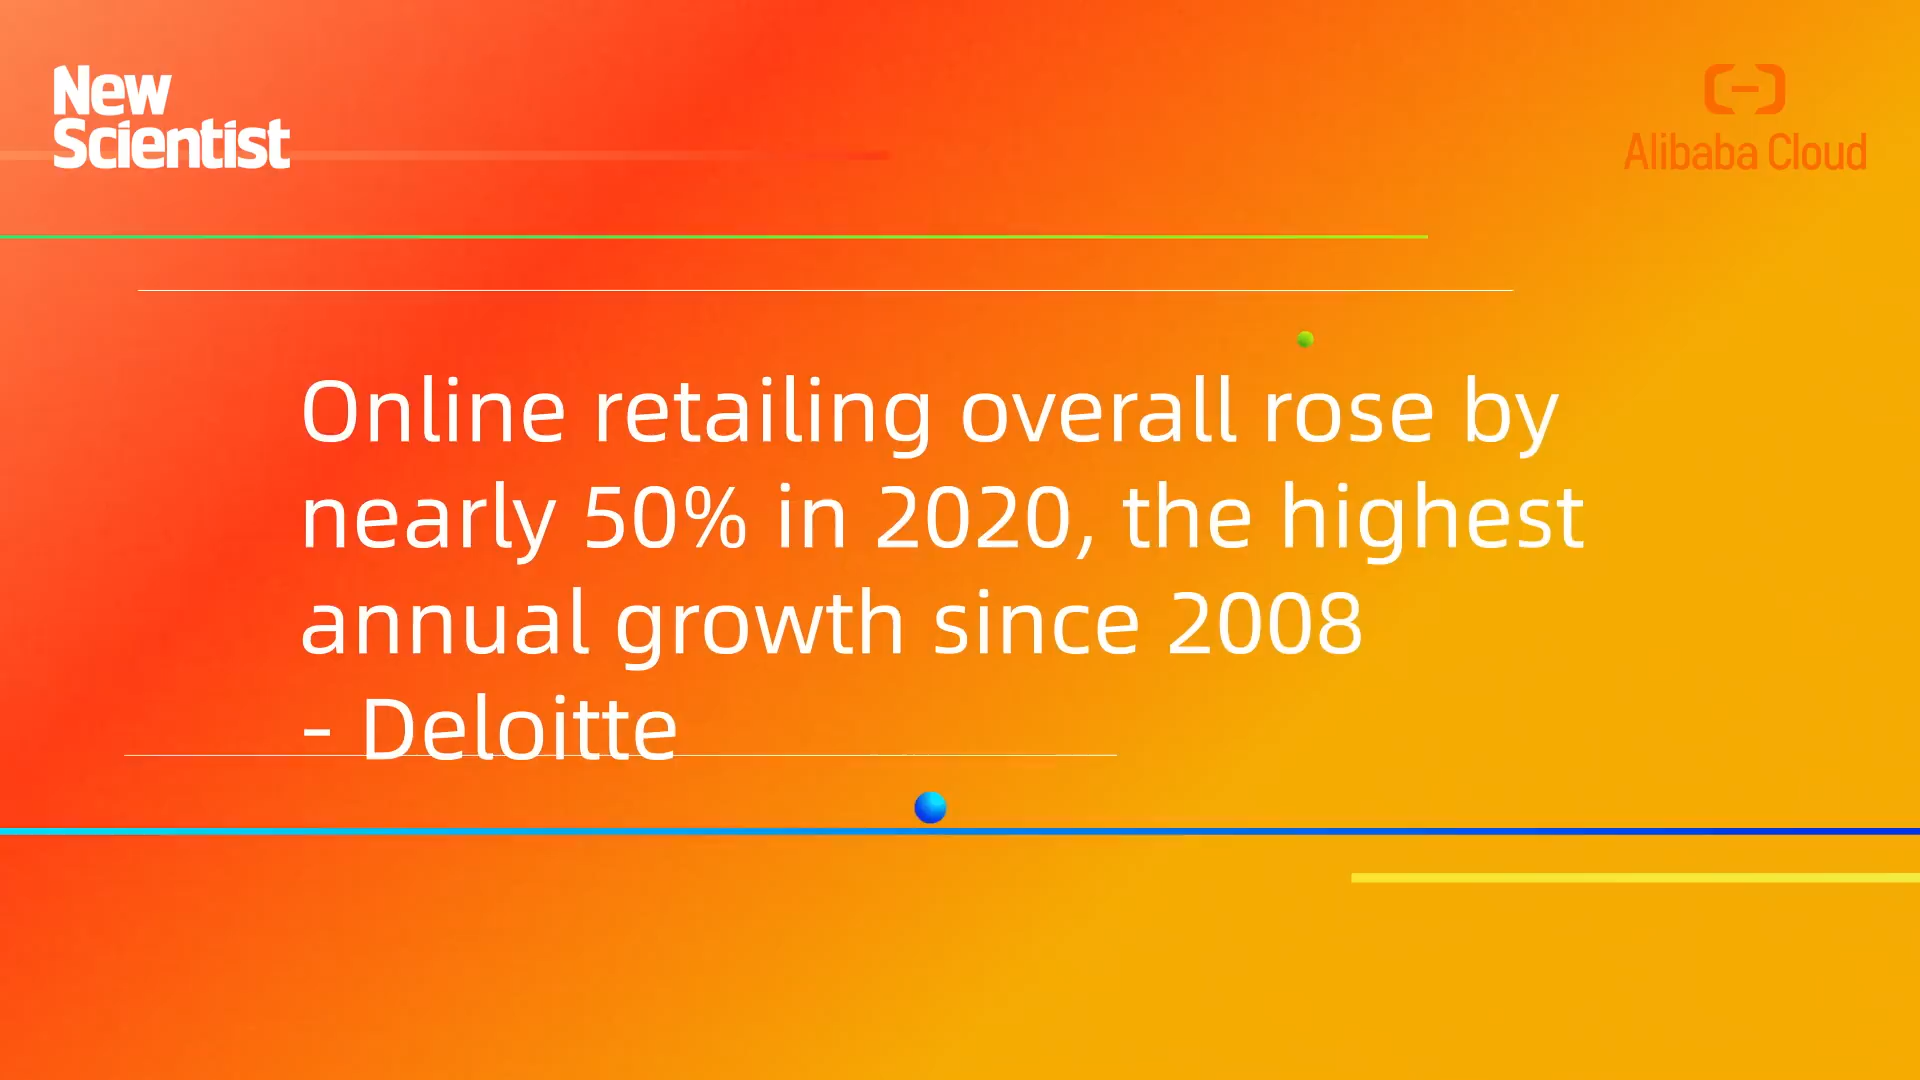 New
Scientist
Alibaba Cloud
Online retailing overall rose by
nearly 50% in 2020, the highest
annual growth since 2008
- Deloitte